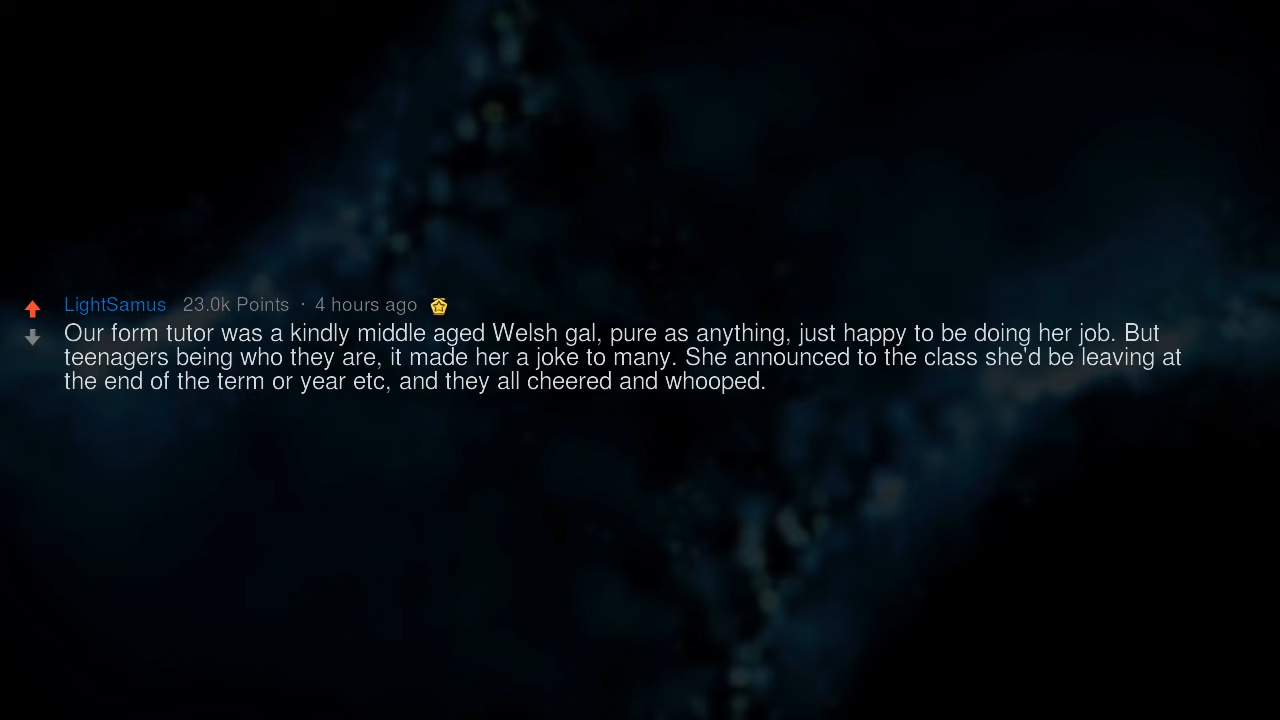 LightSamus 23.0k Points · 4 hours ago
Our form tutor was a kindly middle aged Welsh gal, pure as anything, just happy to be doing her job. But
teenagers being who they are, it made her a joke to many. She announced to the class she'd be leaving at
the end of the term or year etc, and they all cheered and whooped.